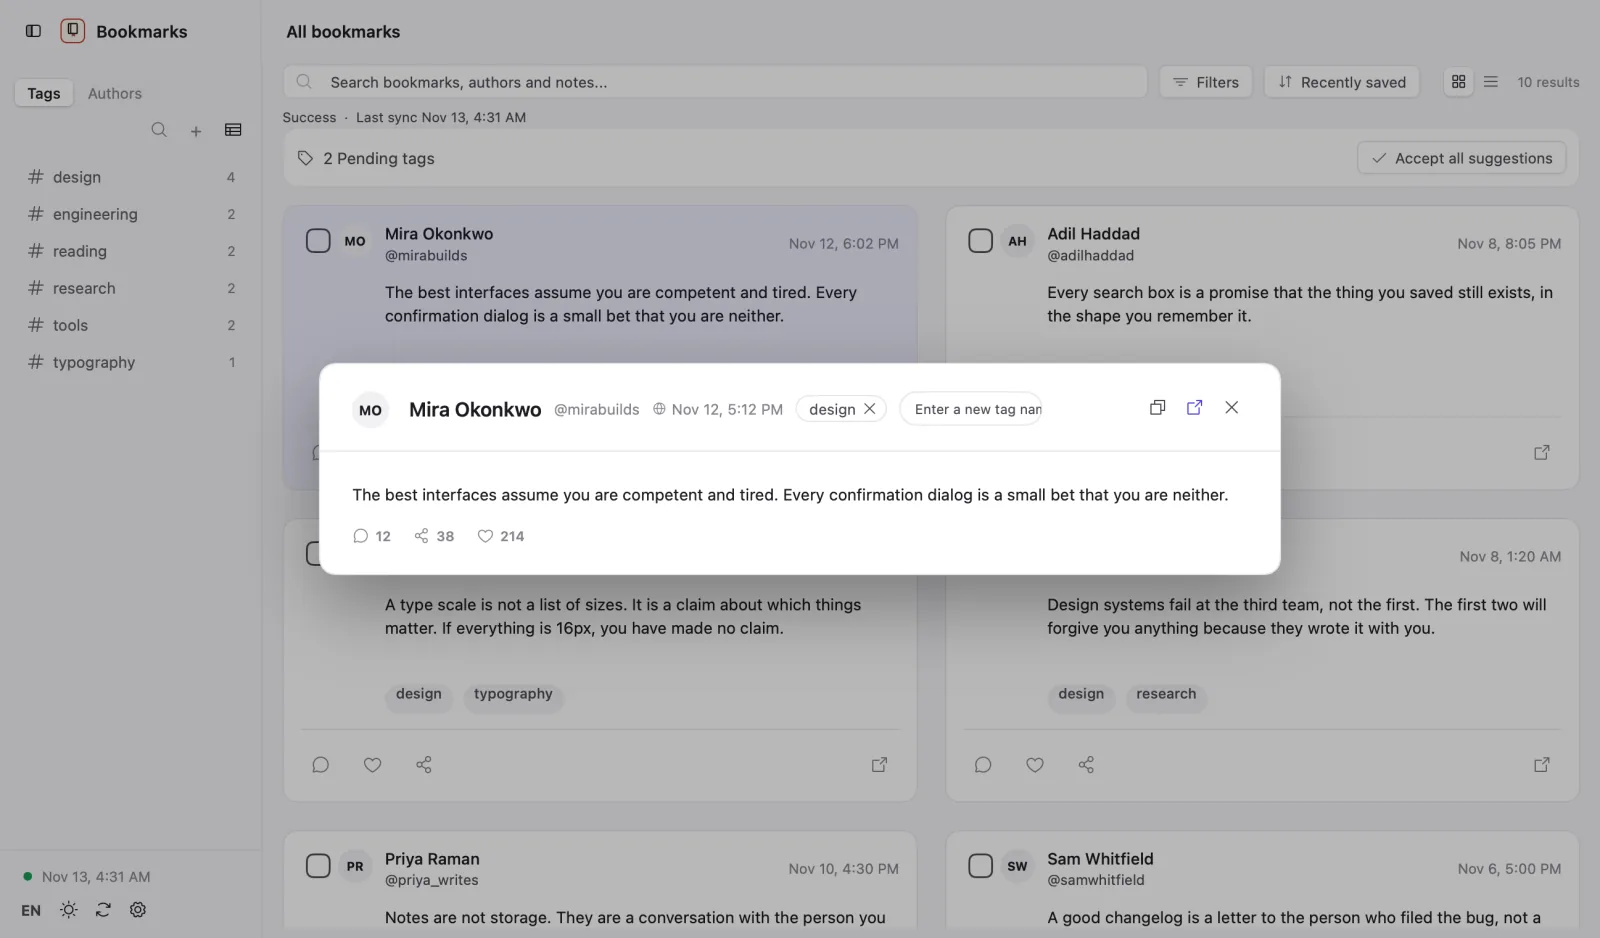 Bookmarks
Tags
Authors
# design 4
# engineering 2
# reading 2
# research 2
# tools 2
# typography 1
Nov 13, 4:31 AM
EN
All bookmarks
Search bookmarks, authors and notes...
Filters
Recently saved
10 results
Success · Last sync Nov 13, 4:31 AM
2 Pending tags
Accept all suggestions
MO
Mira Okonkwo
@mirabuilds
Nov 12, 6:02 PM
The best interfaces assume you are competent and tired. Every
confirmation dialog is a small bet that you are neither.
AH
Adil Haddad
@adilhaddad
Nov 8, 8:05 PM
Every search box is a promise that the thing you saved still exists, in
the shape you remember it.
MO
Mira Okonkwo @mirabuilds Nov 12, 5:12 PM
design
Enter a new tag nam
The best interfaces assume you are competent and tired. Every confirmation dialog is a small bet that you are neither.
12 38 214
A type scale is not a list of sizes. It is a claim about which things
matter. If everything is 16px, you have made no claim.
design typography
Nov 8, 1:20 AM
Design systems fail at the third team, not the first. The first two will
forgive you anything because they wrote it with you.
design research
PR
Priya Raman
@priya_writes
Nov 10, 4:30 PM
Notes are not storage. They are a conversation with the person you
SW
Sam Whitfield
@samwhitfield
Nov 6, 5:00 PM
A good changelog is a letter to the person who filed the bug, not a